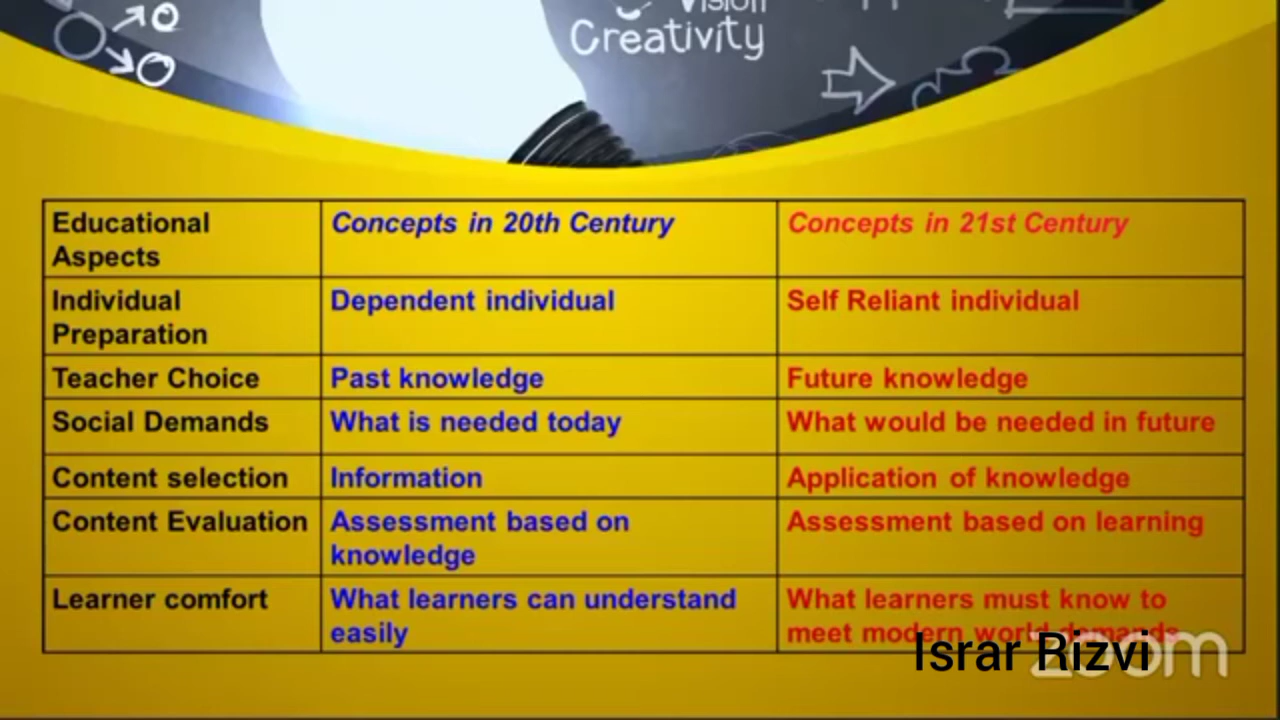 Vision
Creativity
Educational Aspects
Concepts in 20th Century
Concepts in 21st Century
Individual Preparation
Dependent individual
Self Reliant individual
Teacher Choice
Past knowledge
Future knowledge
Social Demands
What is needed today
What would be needed in future
Content selection
Information
Application of knowledge
Content Evaluation
Assessment based on knowledge
Assessment based on learning
Learner comfort
What learners can understand easily
What learners must know to meet modern world demands
Israr Rizvi
zoom